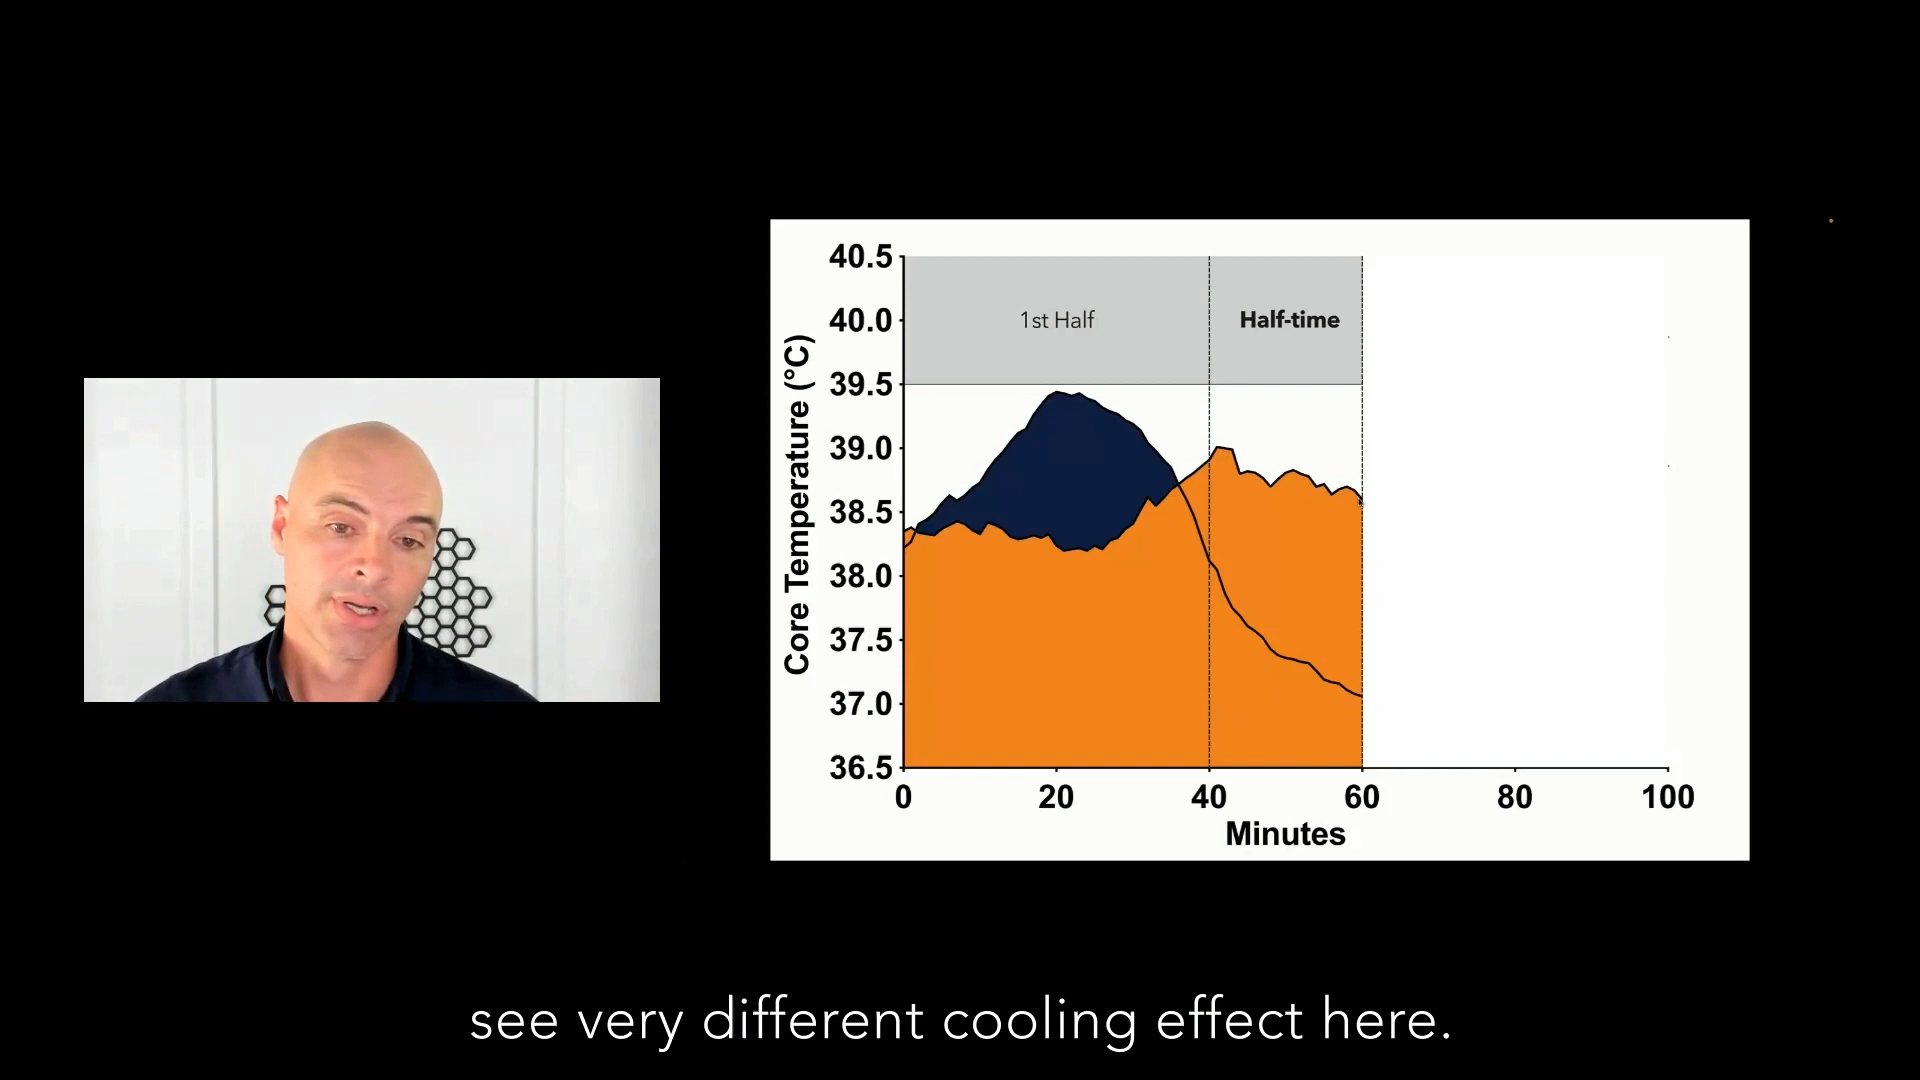 40.5
40.0
39.5
39.0
38.5
38.0
37.5
37.0
36.5
Core Temperature (°C)
1st Half
Half-time
0 20 40 60 80 100
Minutes
see very different cooling effect here.